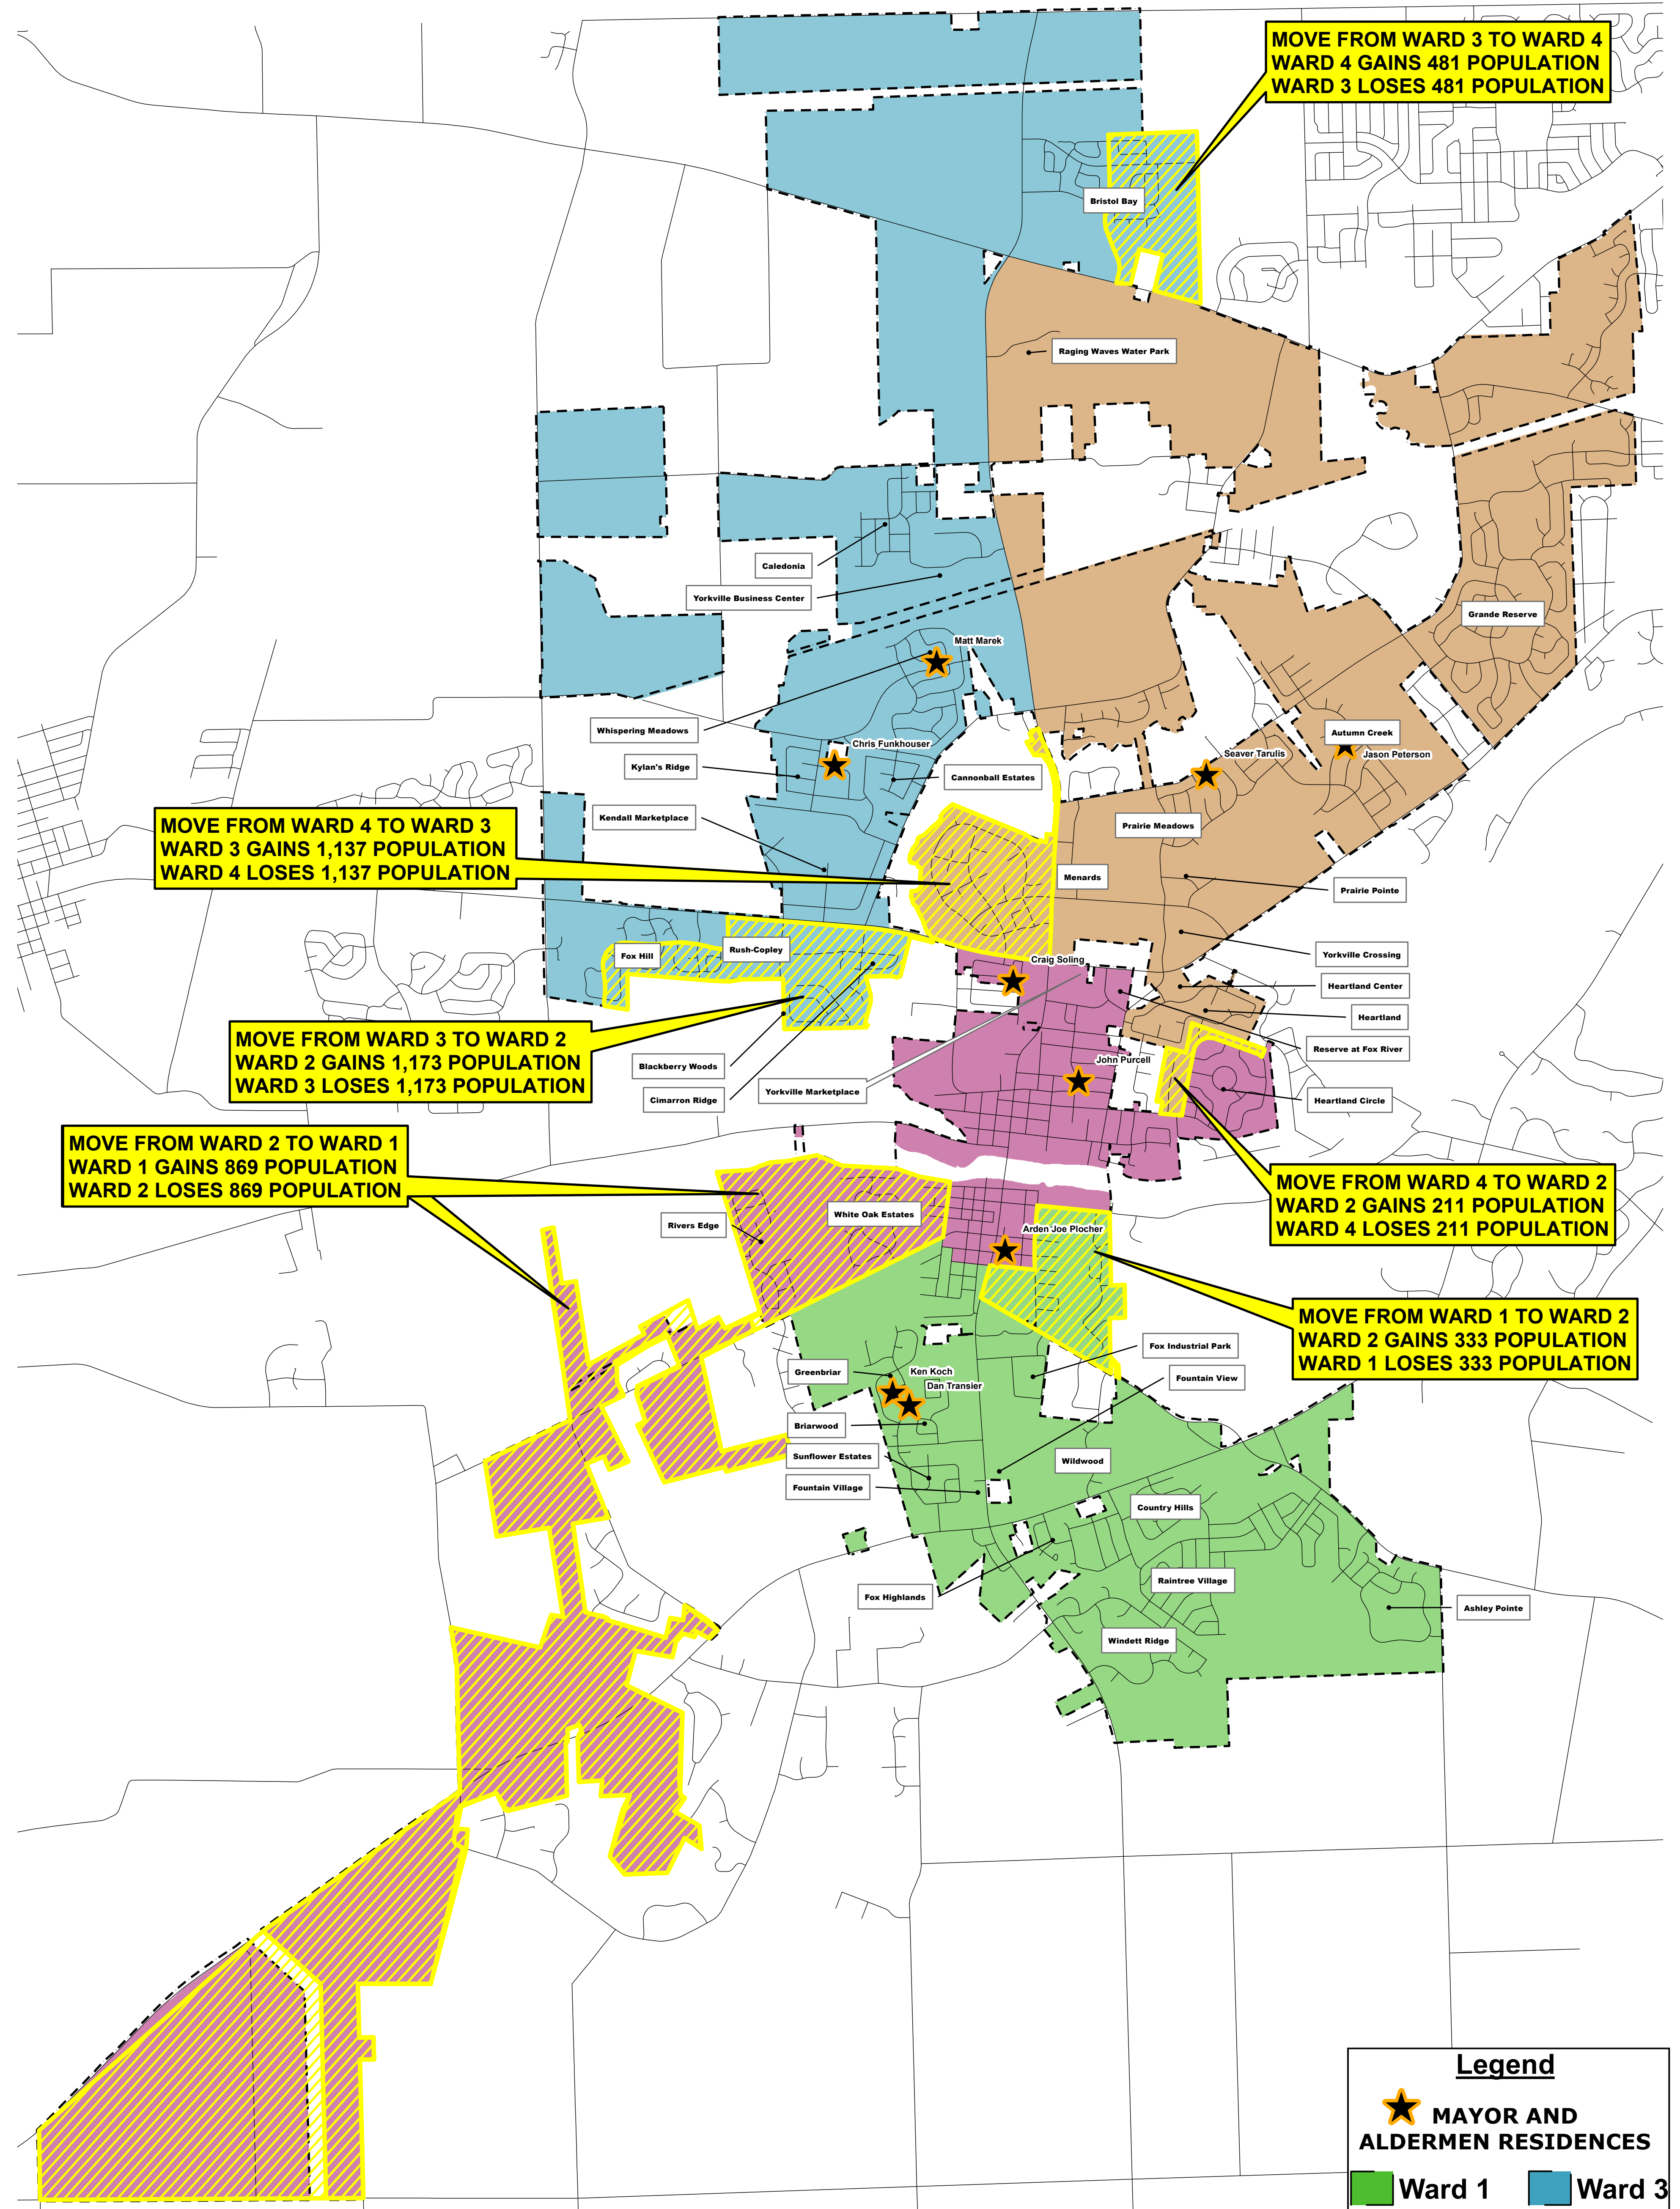 MOVE FROM WARD 3 TO WARD 4
WARD 4 GAINS 481 POPULATION
WARD 3 LOSES 481 POPULATION
Bristol Bay
Raging Waves Water Park
Caledonia
Yorkville Business Center
Grande Reserve
Matt Marek
Whispering Meadows
Chris Funkhouser
Kylan's Ridge
Cannonball Estates
Autumn Creek
Seaver Tarulis
Jason Peterson
MOVE FROM WARD 4 TO WARD 3
WARD 3 GAINS 1,137 POPULATION
WARD 4 LOSES 1,137 POPULATION
Kendall Marketplace
Prairie Meadows
Menards
Prairie Pointe
Rush-Copley
Fox Hill
Craig Soling
Yorkville Crossing
Heartland Center
Heartland
Reserve at Fox River
MOVE FROM WARD 3 TO WARD 2
WARD 2 GAINS 1,173 POPULATION
WARD 3 LOSES 1,173 POPULATION
Blackberry Woods
John Purcell
Yorkville Marketplace
Cimarron Ridge
Heartland Circle
MOVE FROM WARD 2 TO WARD 1
WARD 1 GAINS 869 POPULATION
WARD 2 LOSES 869 POPULATION
MOVE FROM WARD 4 TO WARD 2
WARD 2 GAINS 211 POPULATION
WARD 4 LOSES 211 POPULATION
White Oak Estates
Rivers Edge
Arden Joe Plocher
MOVE FROM WARD 1 TO WARD 2
WARD 2 GAINS 333 POPULATION
WARD 1 LOSES 333 POPULATION
Fox Industrial Park
Greenbriar
Ken Koch
Dan Transier
Fountain View
Briarwood
Sunflower Estates
Wildwood
Fountain Village
Country Hills
Raintree Village
Fox Highlands
Ashley Pointe
Windett Ridge
Legend
MAYOR AND
ALDERMEN RESIDENCES
Ward 1
Ward 3